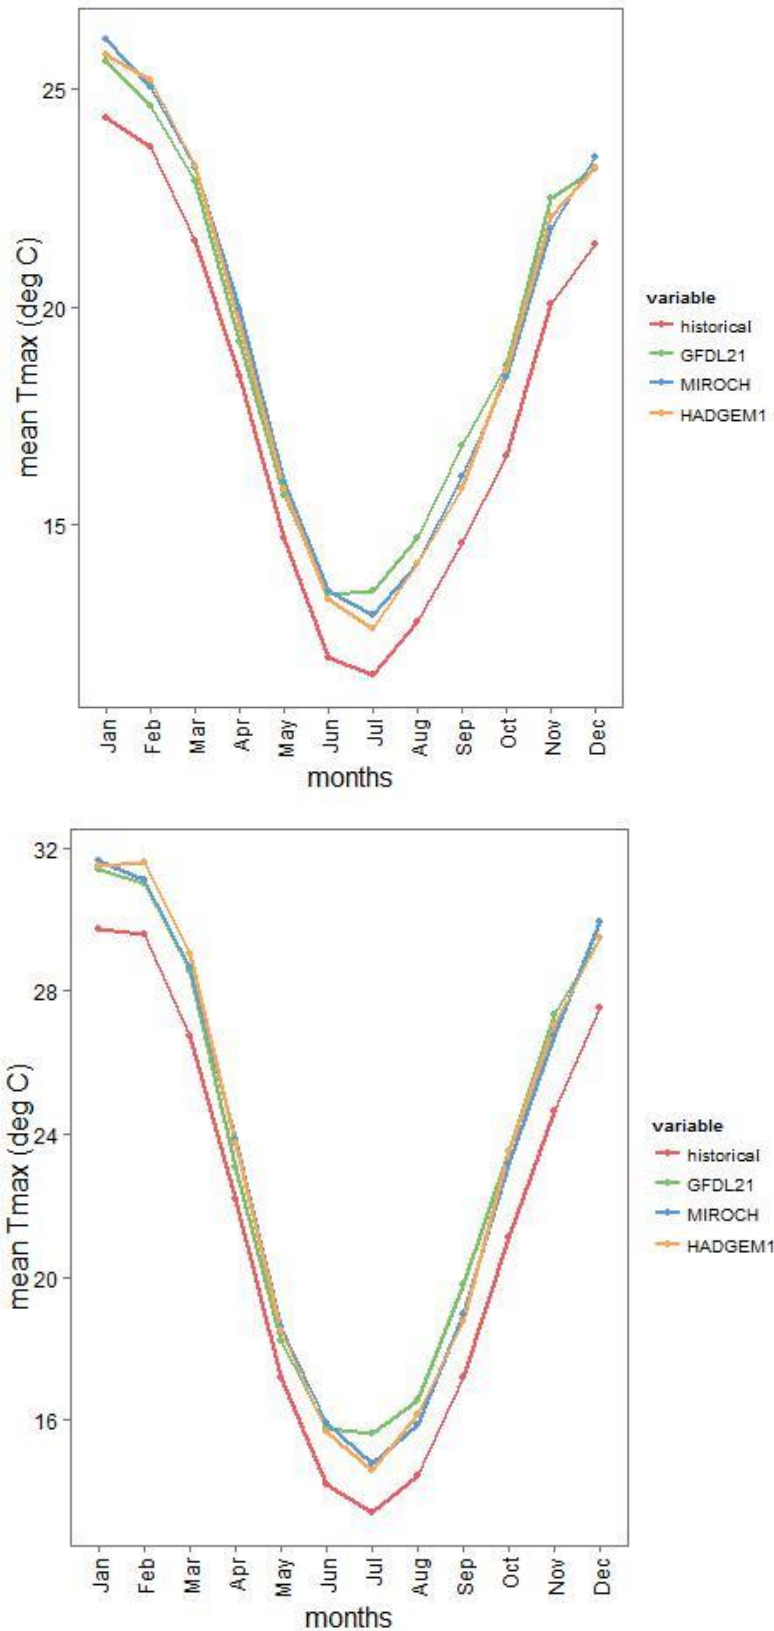 25
20
15
mean Tmax (deg C)
Jan
Feb
Mar
Apr
May
Jun
Jul
Aug
Sep
Oct
Nov
Dec
months
variable
historical
GFDL21
MIROCH
HADGEM1
32
28
24
20
16
mean Tmax (deg C)
Jan
Feb
Mar
Apr
May
Jun
Jul
Aug
Sep
Oct
Nov
Dec
months
variable
historical
GFDL21
MIROCH
HADGEM1